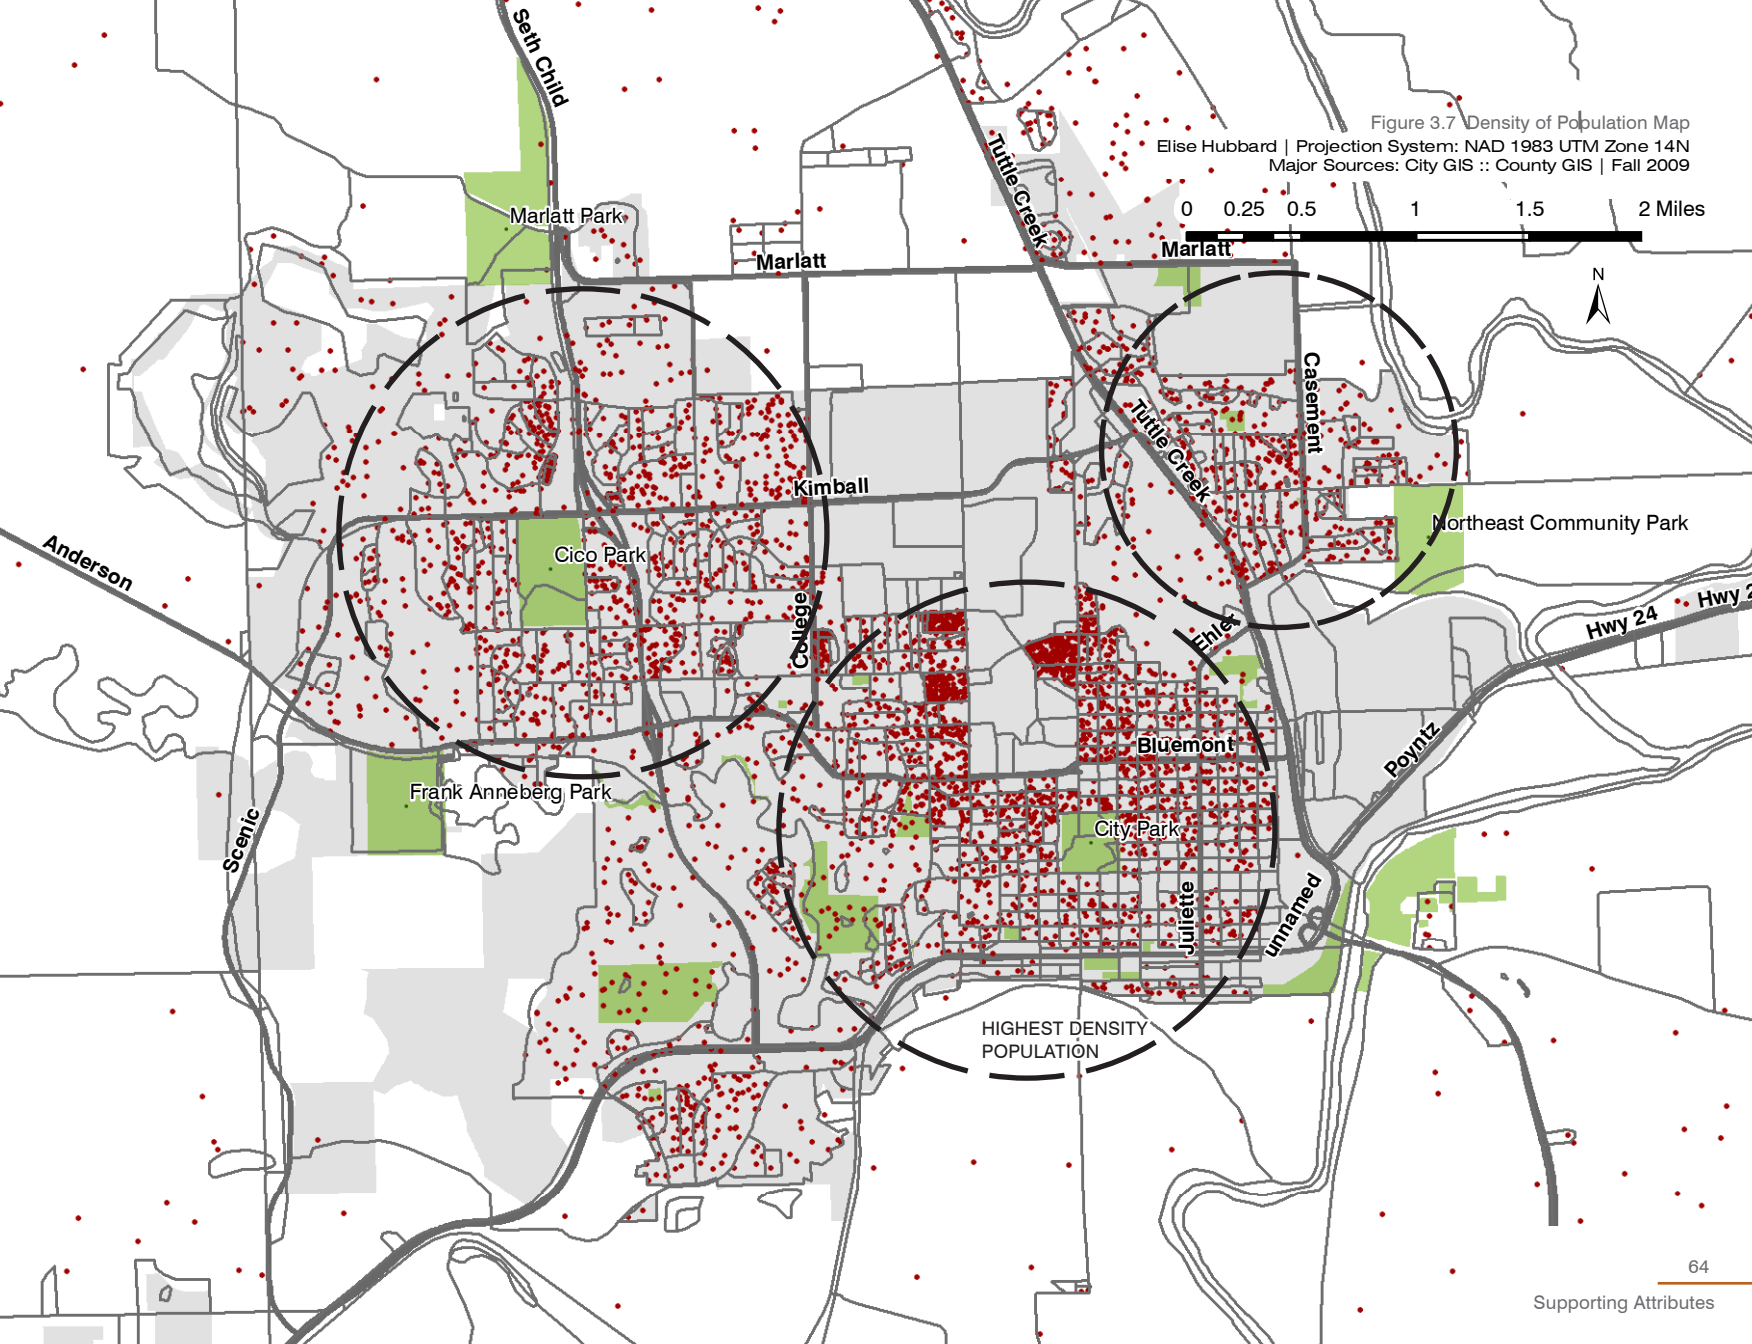 Seth Child
Figure 3.7 Density of Population Map
Elise Hubbard | Projection System: NAD 1983 UTM Zone 14N
Major Sources: City GIS :: County GIS | Fall 2009
0 0.25 0.5 1 1.5 2 Miles
Tuttle Creek
Marlatt Park
Marlatt
Marlatt
N
Casement
Tuttle Creek
Kimball
Northeast Community Park
Anderson
Cico Park
College
Ehler
Hwy 24
Hwy 2
Bluemont
Poyntz
Frank Anneberg Park
Scenic
City Park
Juliette
unnamed
HIGHEST DENSITY
POPULATION
64
Supporting Attributes